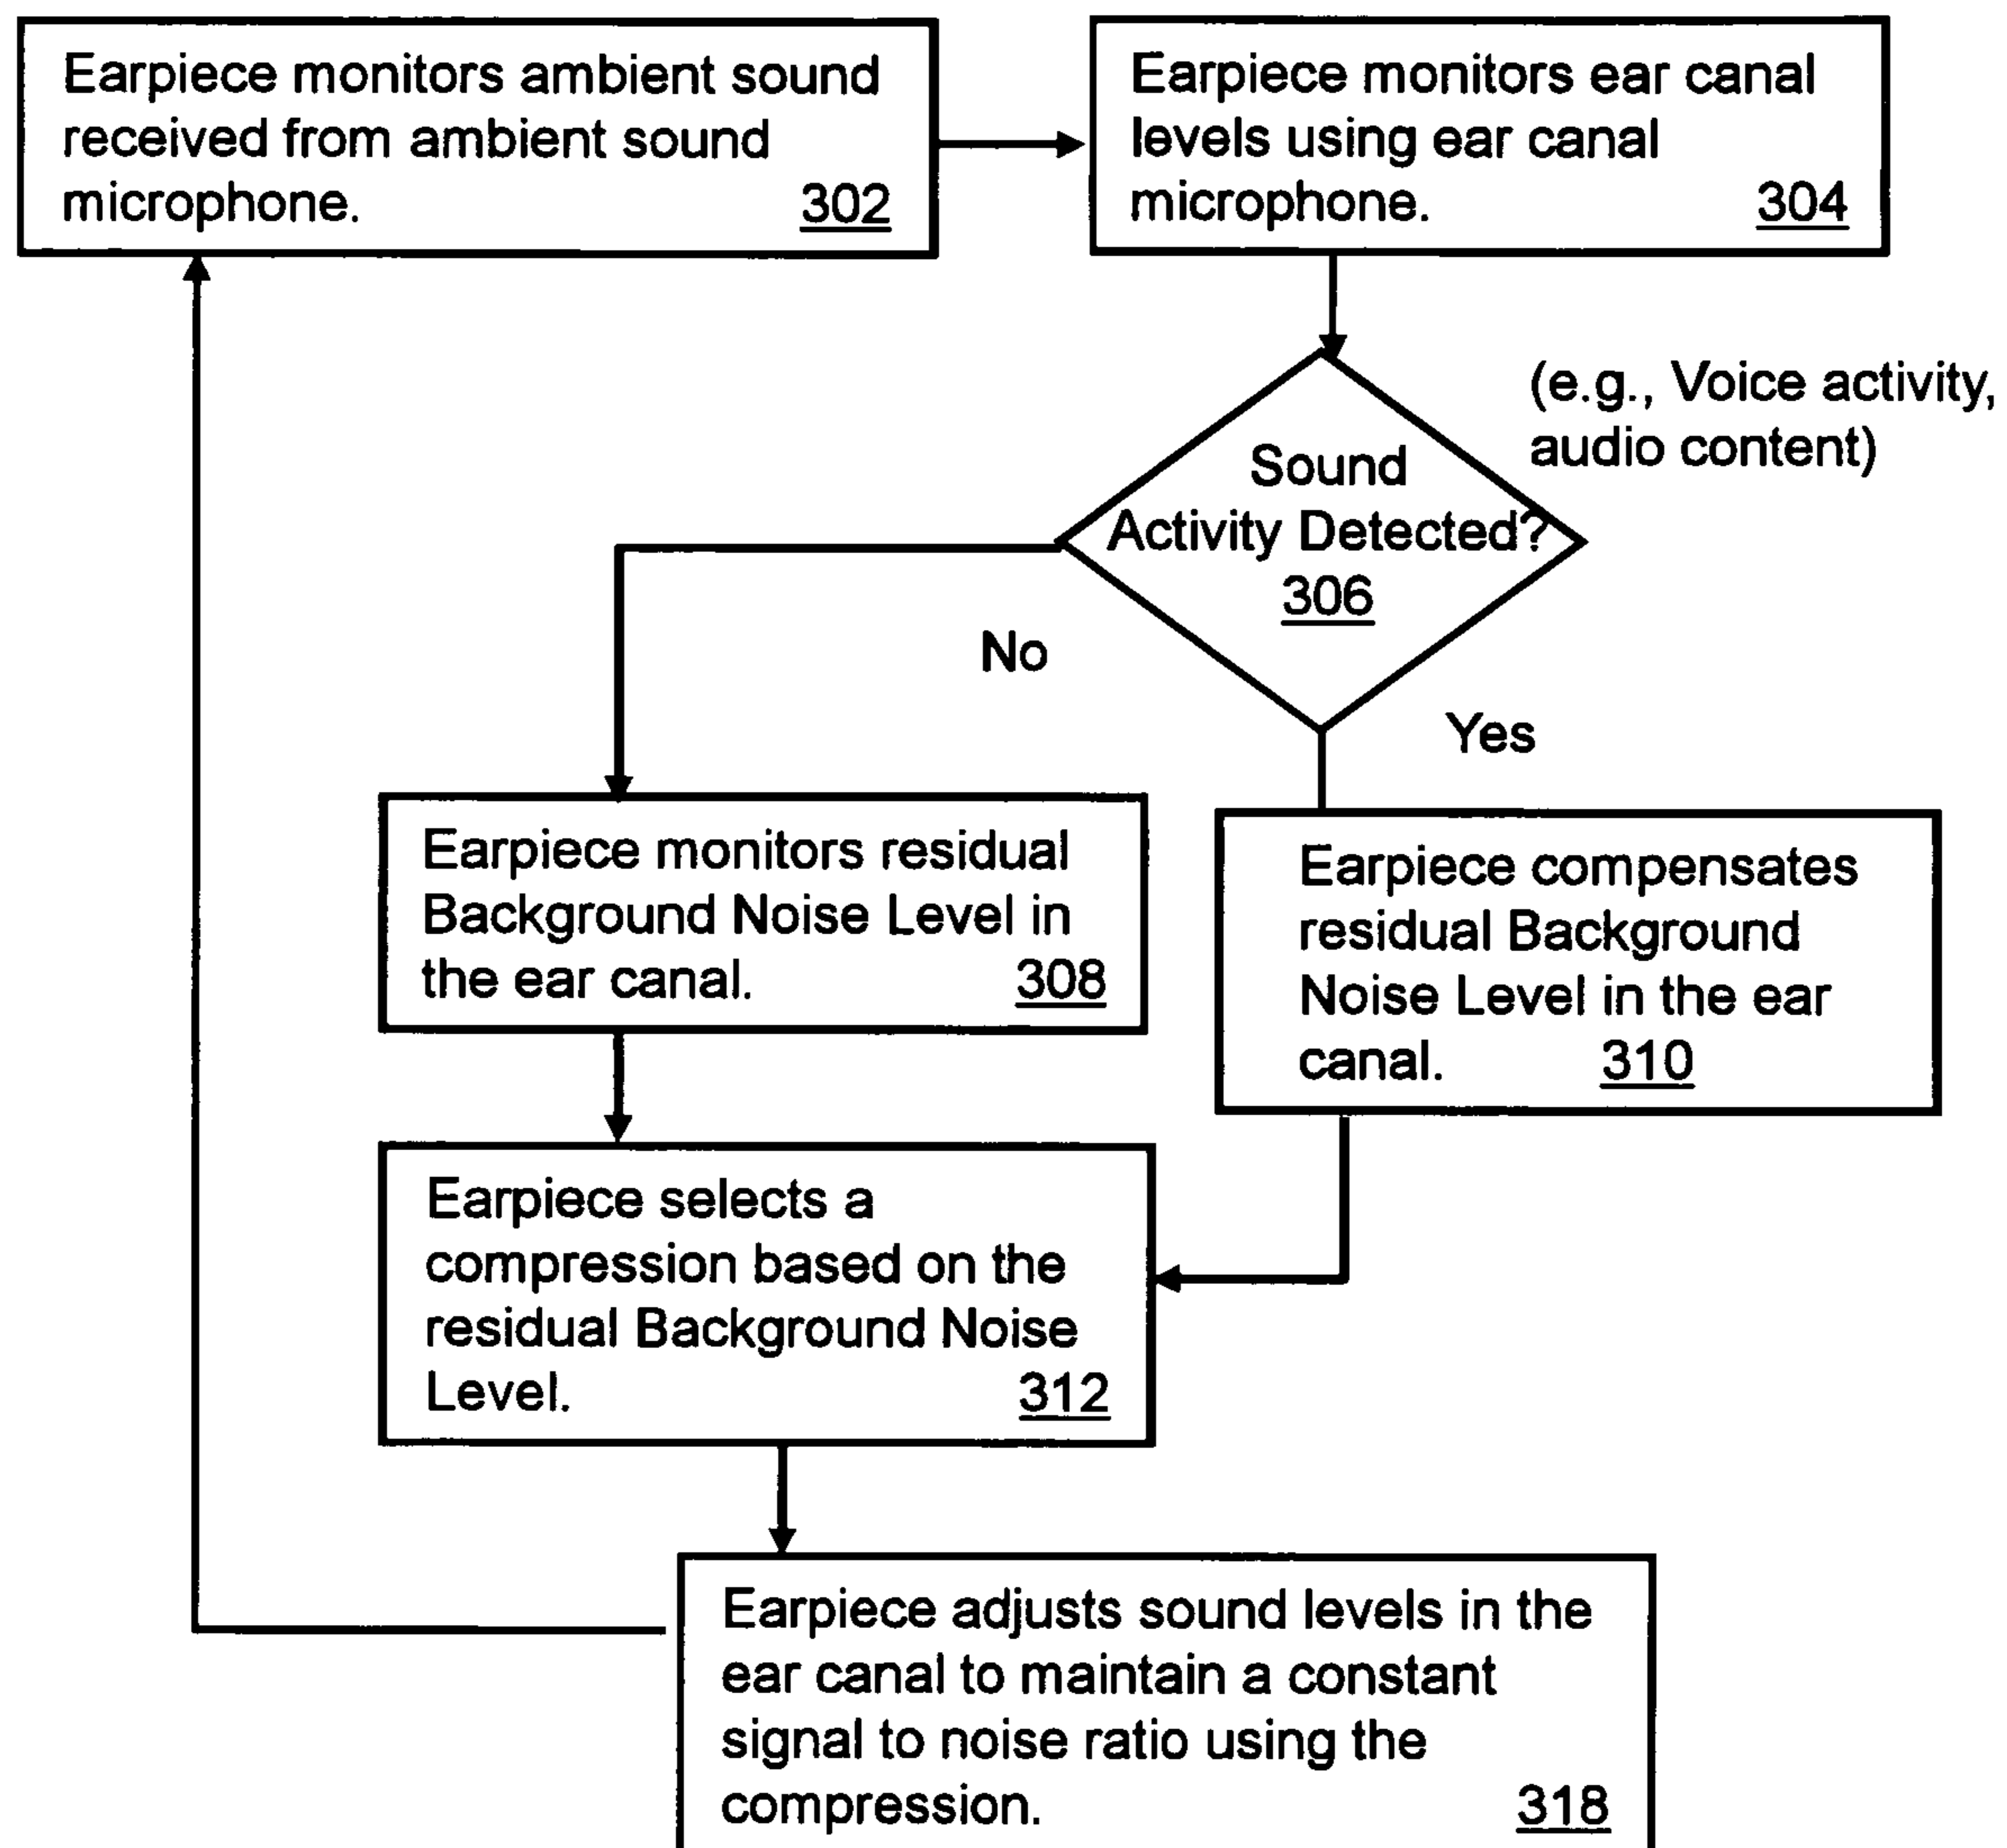 Earpiece monitors ambient sound
received from ambient sound
microphone. 302
Earpiece monitors ear canal
levels using ear canal
microphone. 304
(e.g., Voice activity,
audio content)
Sound
Activity Detected?
306
No
Yes
Earpiece monitors residual
Background Noise Level in
the ear canal. 308
Earpiece compensates
residual Background
Noise Level in the ear
canal. 310
Earpiece selects a
compression based on the
residual Background Noise
Level. 312
Earpiece adjusts sound levels in the
ear canal to maintain a constant
signal to noise ratio using the
compression. 318